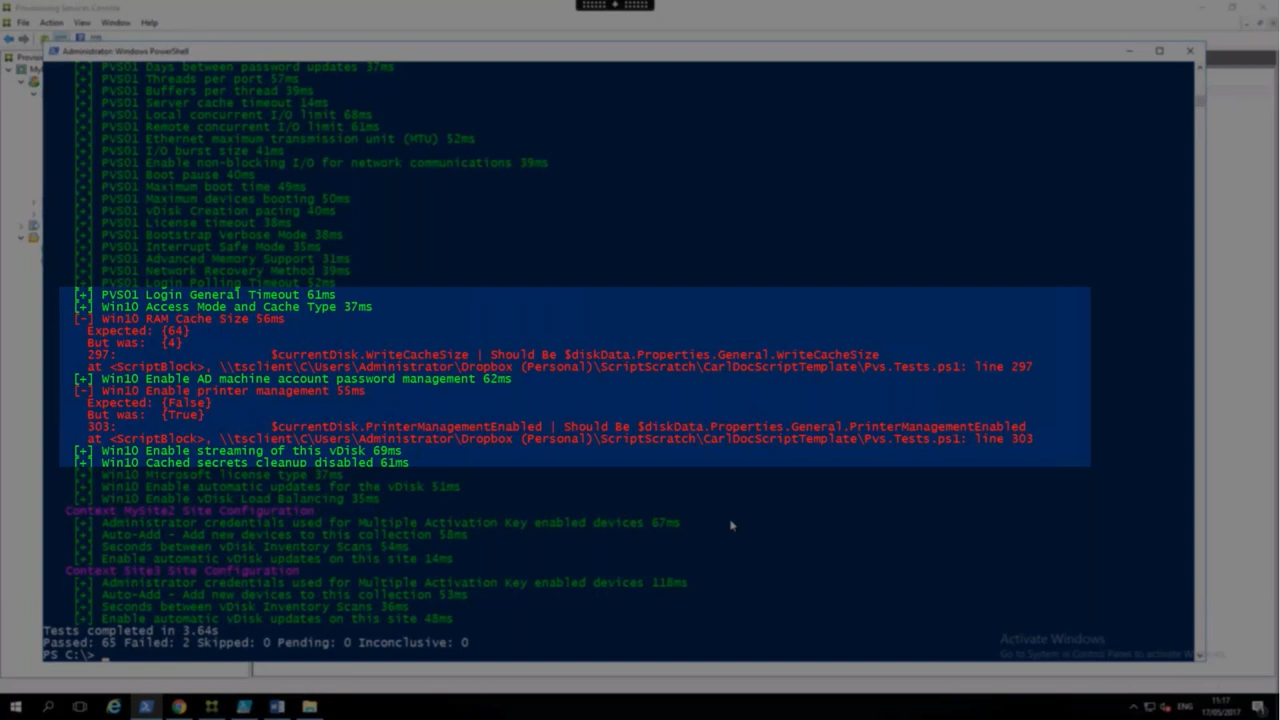 Provisioning Services Console
File Action View Window Help
Administrator: Windows PowerShell
[+] PVS01 Days between password updates 37ms
[+] PVS01 Threads per port 57ms
[+] PVS01 Buffers per thread 39ms
[+] PVS01 Server cache timeout 14ms
[+] PVS01 Local concurrent I/O limit 68ms
[+] PVS01 Remote concurrent I/O limit 61ms
[+] PVS01 Ethernet maximum transmission unit (MTU) 52ms
[+] PVS01 I/O burst size 41ms
[+] PVS01 Enable non-blocking I/O for network communications 39ms
[+] PVS01 Boot pause 40ms
[+] PVS01 Maximum boot time 49ms
[+] PVS01 Maximum devices booting 50ms
[+] PVS01 vDisk Creation pacing 40ms
[+] PVS01 License timeout 38ms
[+] PVS01 Bootstrap Verbose Mode 38ms
[+] PVS01 Interrupt Safe Mode 35ms
[+] PVS01 Advanced Memory Support 31ms
[+] PVS01 Network Recovery Method 39ms
[+] PVS01 Login Polling Timeout 52ms
[+] PVS01 Login General Timeout 61ms
[+] Win10 Access Mode and Cache Type 37ms
[-] Win10 RAM Cache Size 56ms
Expected: {64}
But was: {4}
297: $currentDisk.WriteCacheSize | Should Be $diskData.Properties.General.WriteCacheSize
at <ScriptBlock>, \\tsclient\C\Users\Administrator\Dropbox (Personal)\ScriptScratch\CarlDocScriptTemplate\Pvs.Tests.ps1: line 297
[+] Win10 Enable AD machine account password management 62ms
[-] Win10 Enable printer management 55ms
Expected: {False}
But was: {True}
303: $currentDisk.PrinterManagementEnabled | Should Be $diskData.Properties.General.PrinterManagementEnabled
at <ScriptBlock>, \\tsclient\C\Users\Administrator\Dropbox (Personal)\ScriptScratch\CarlDocScriptTemplate\Pvs.Tests.ps1: line 303
[+] Win10 Enable streaming of this vDisk 69ms
[+] Win10 Cached secrets cleanup disabled 61ms
[+] Win10 Microsoft license type 37ms
[+] Win10 Enable automatic updates for the vDisk 51ms
[+] Win10 Enable vDisk Load Balancing 35ms
Context MySite2 Site Configuration
[+] Administrator credentials used for Multiple Activation Key enabled devices 67ms
[+] Auto-Add - Add new devices to this collection 58ms
[+] Seconds between vDisk Inventory Scans 54ms
[+] Enable automatic vDisk updates on this site 14ms
Context Site3 Site Configuration
[+] Administrator credentials used for Multiple Activation Key enabled devices 118ms
[+] Auto-Add - Add new devices to this collection 53ms
[+] Seconds between vDisk Inventory Scans 36ms
[+] Enable automatic vDisk updates on this site 48ms
Tests completed in 3.64s
Passed: 65 Failed: 2 Skipped: 0 Pending: 0 Inconclusive: 0
PS C:\> _
Activate Windows
Go to System in Control Panel to activate
ENG
15:17
17/05/2017